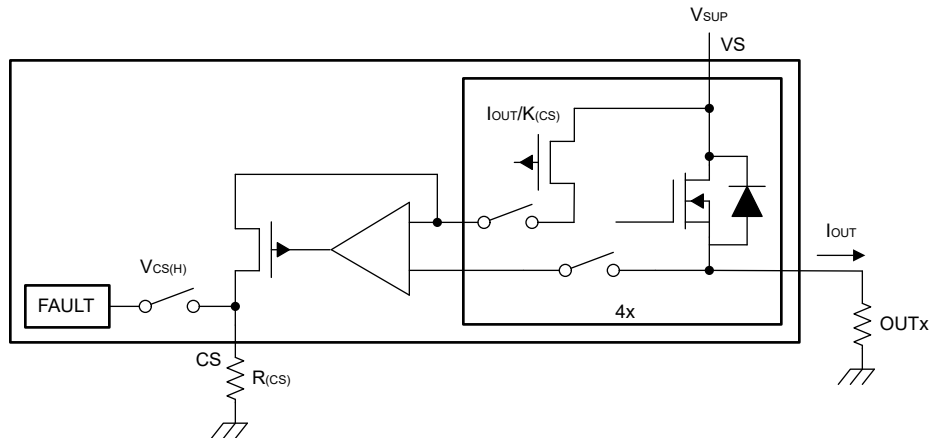 VSUP
VS
IOUT/K(CS)
IOUT
VCS(H)
FAULT
4x
OUTx
CS
R(CS)